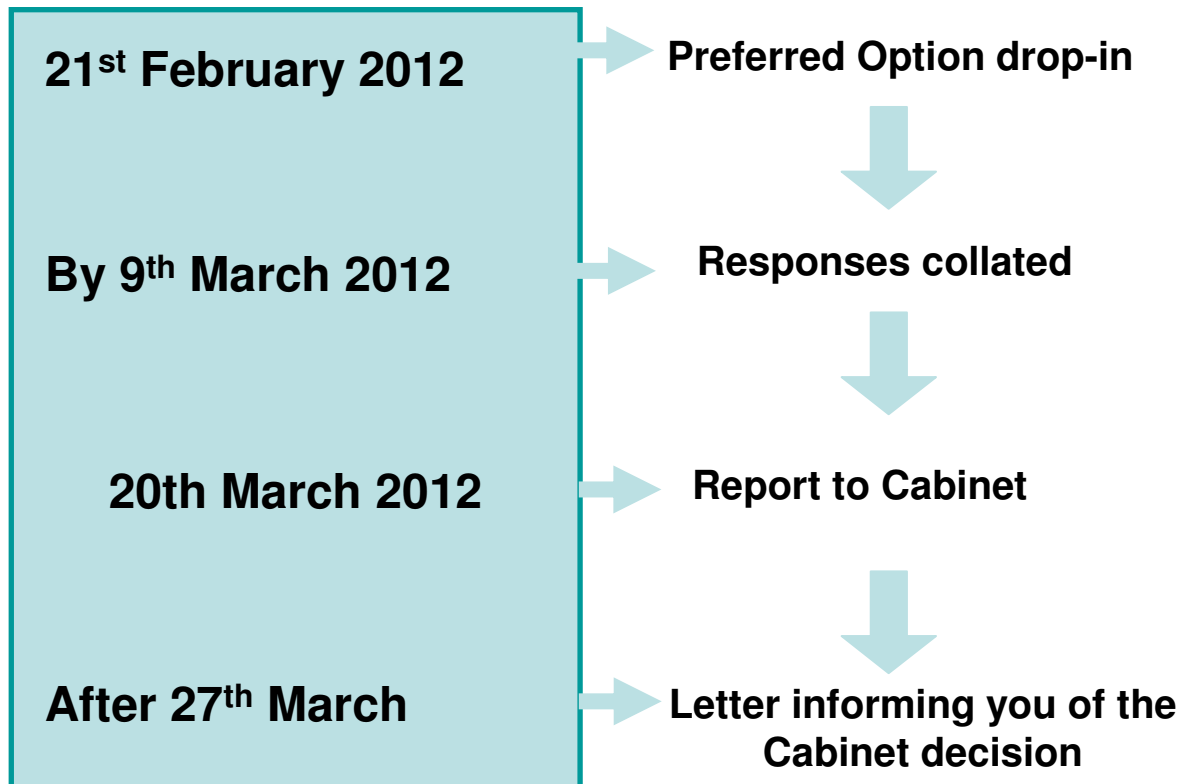 21st February 2012
Preferred Option drop-in
By 9th March 2012
Responses collated
20th March 2012
Report to Cabinet
After 27th March
Letter informing you of the
Cabinet decision